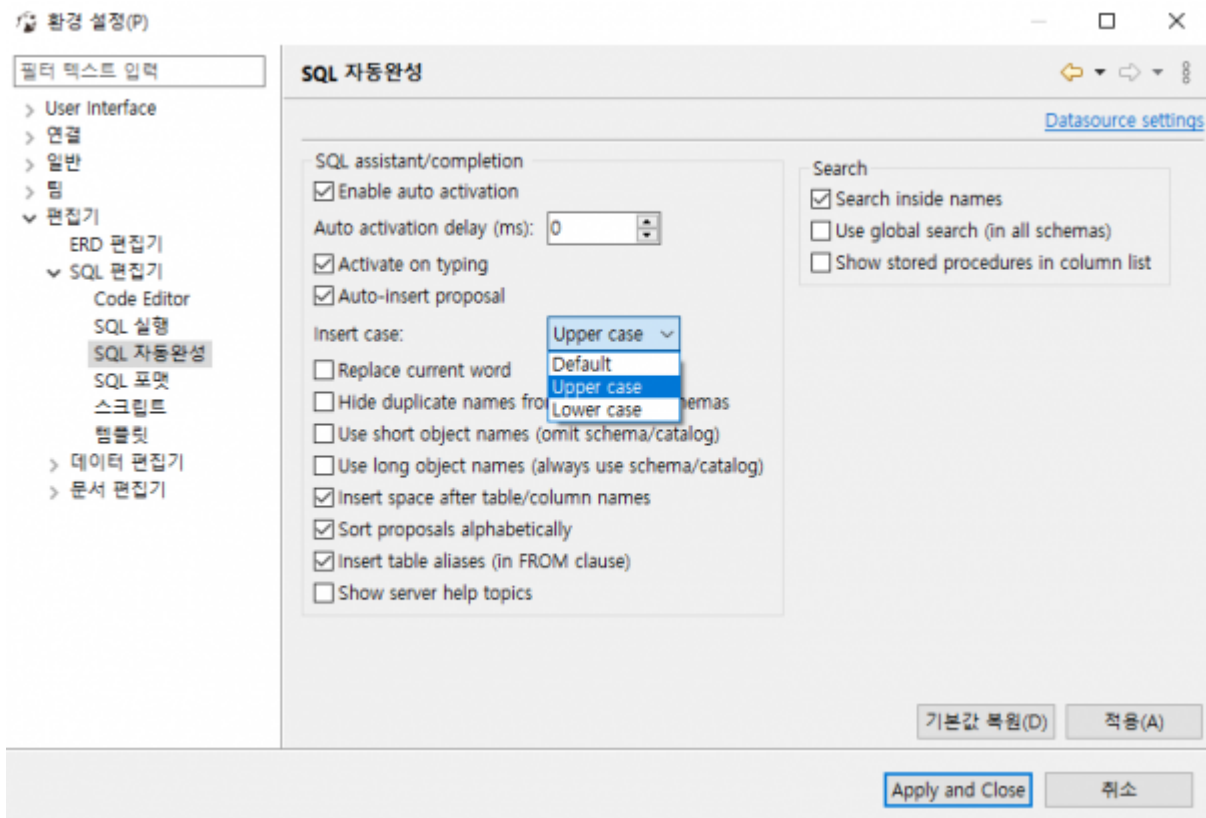 환경 설정(P)
필터 텍스트 입력
User Interface
연결
일반
팀
편집기
ERD 편집기
SQL 편집기
Code Editor
SQL 실행
SQL 자동완성
SQL 포맷
스크립트
템플릿
데이터 편집기
문서 편집기
SQL 자동완성
Datasource settings
SQL assistant/completion
Enable auto activation
Auto activation delay (ms): 0
Activate on typing
Auto-insert proposal
Insert case: Upper case
Default
Upper case
Lower case
Replace current word
Hide duplicate names
Use short object names (omit schema/catalog)
Use long object names (always use schema/catalog)
Insert space after table/column names
Sort proposals alphabetically
Insert table aliases (in FROM clause)
Show server help topics
Search
Search inside names
Use global search (in all schemas)
Show stored procedures in column list
기본값 복원(D)
적용(A)
Apply and Close
취소